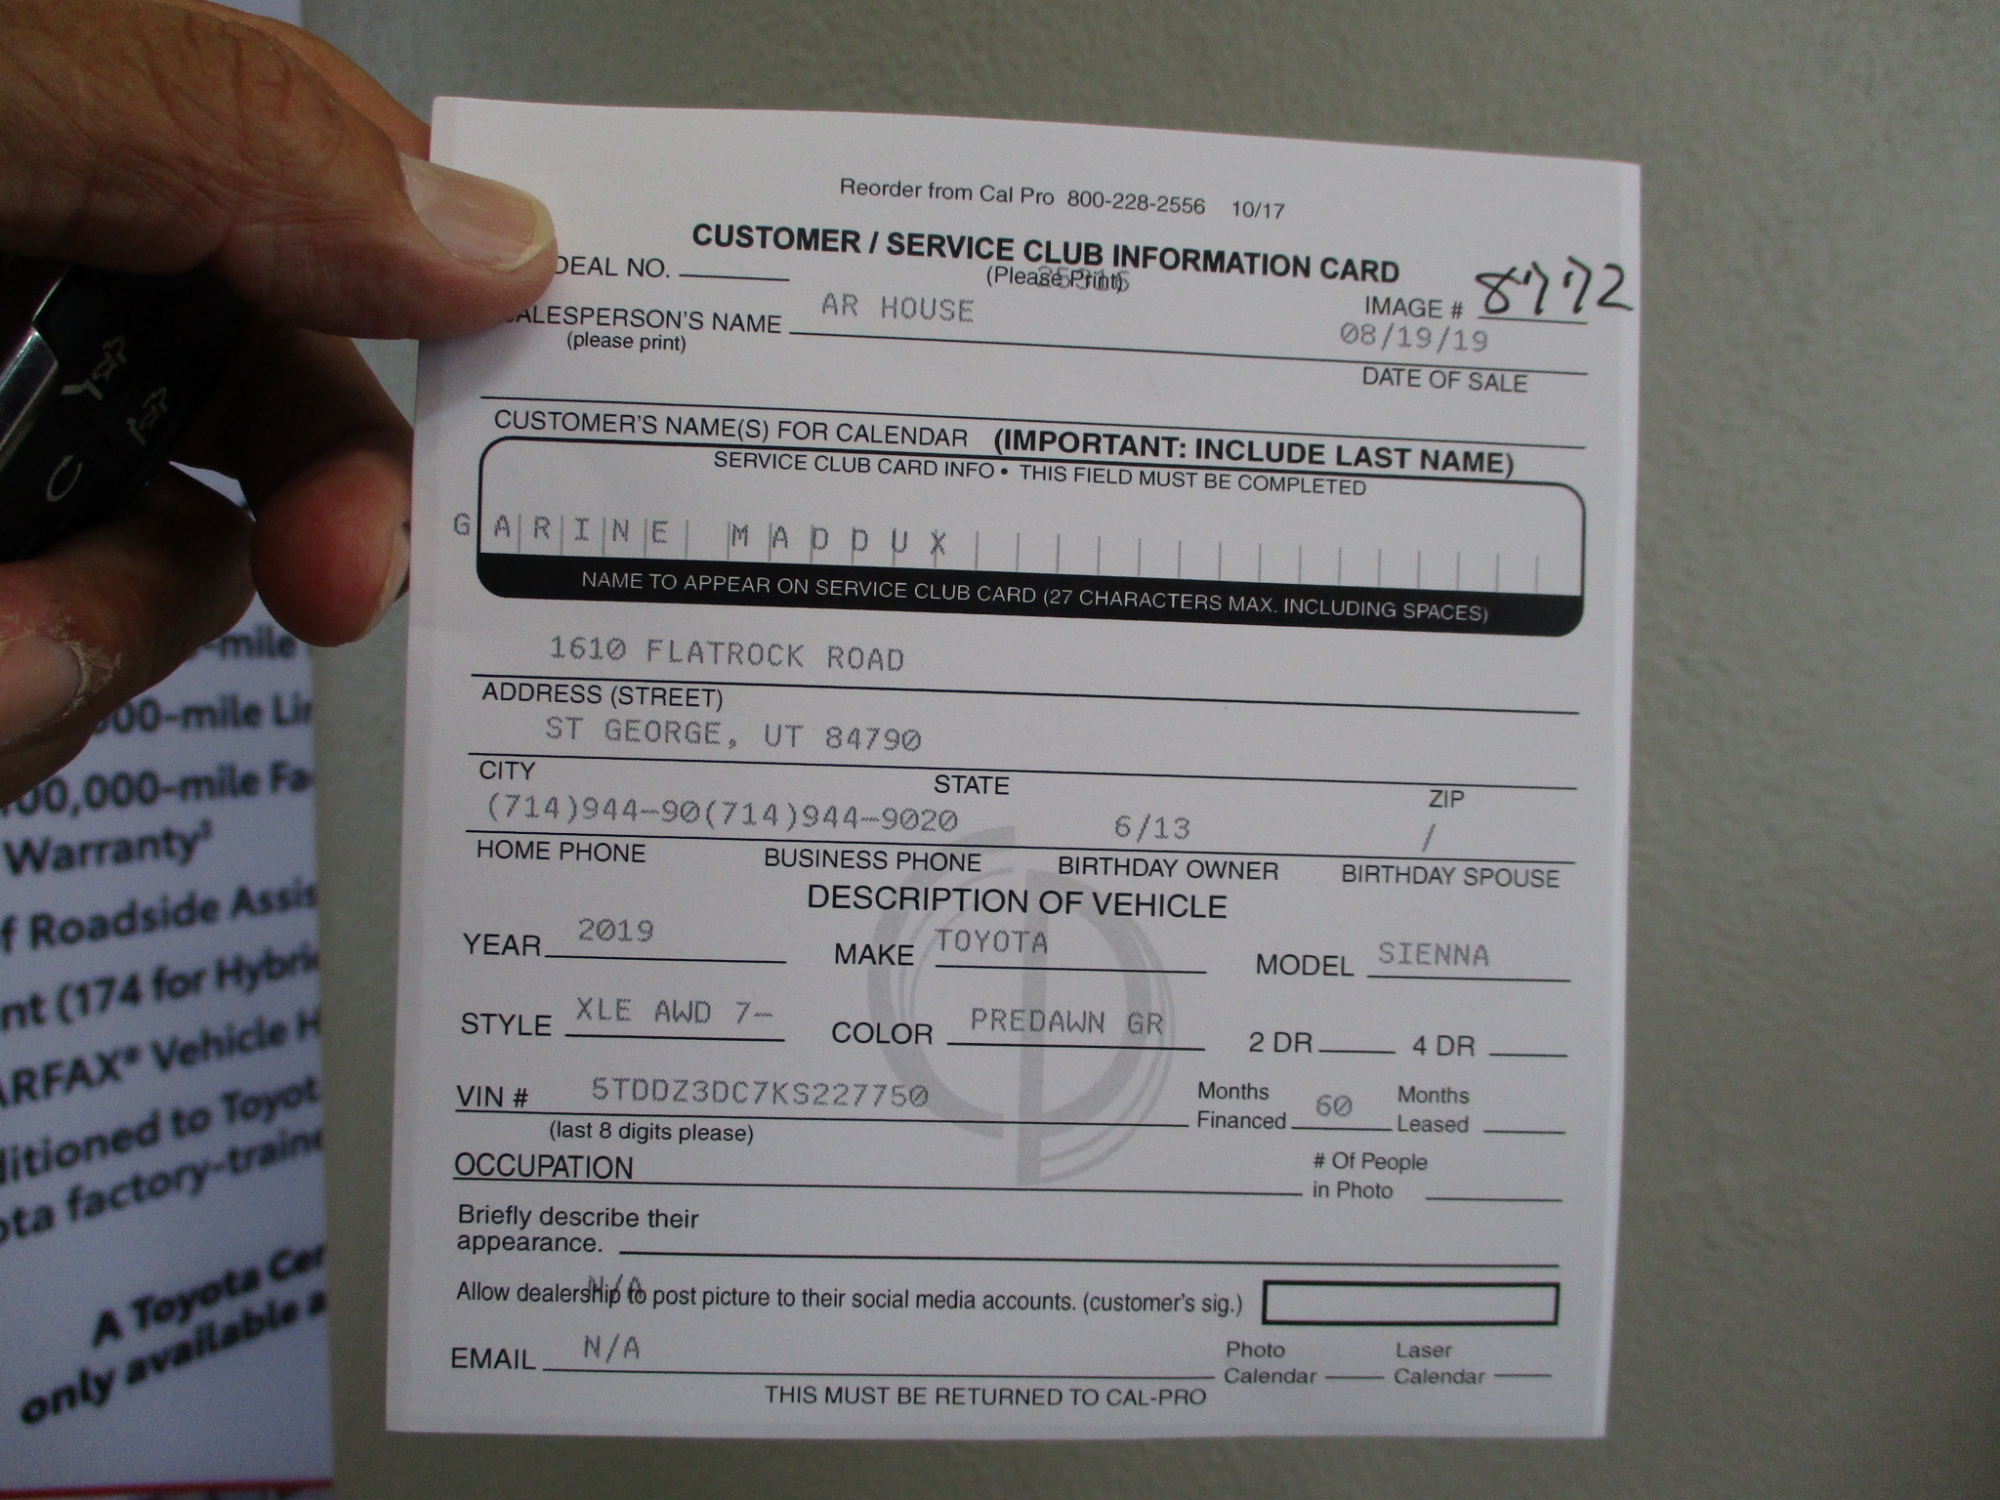 Reorder from Cal Pro 800-228-2556 10/17
CUSTOMER / SERVICE CLUB INFORMATION CARD
DEAL NO. (Please Print)
IMAGE # 8772
ALESPERSON'S NAME AR HOUSE 08/19/19
(please print) DATE OF SALE
CUSTOMER'S NAME(S) FOR CALENDAR (IMPORTANT: INCLUDE LAST NAME)
SERVICE CLUB CARD INFO • THIS FIELD MUST BE COMPLETED
GARINE MADDUX
NAME TO APPEAR ON SERVICE CLUB CARD (27 CHARACTERS MAX. INCLUDING SPACES)
1610 FLATROCK ROAD
ADDRESS (STREET)
ST GEORGE, UT 84790
CITY STATE ZIP
(714)944-90(714)944-9020 6/13 /
HOME PHONE BUSINESS PHONE BIRTHDAY OWNER BIRTHDAY SPOUSE
DESCRIPTION OF VEHICLE
YEAR 2019 MAKE TOYOTA MODEL SIENNA
STYLE XLE AWD 7- COLOR PREDAWN GR 2 DR 4 DR
VIN # 5TDDZ3DC7KS227750 Months Financed 60 Months Leased
(last 8 digits please)
OCCUPATION # Of People in Photo
Briefly describe their
appearance.
N/A
Allow dealership to post picture to their social media accounts. (customer's sig.)
EMAIL N/A Photo Calendar Laser Calendar
THIS MUST BE RETURNED TO CAL-PRO
-mile
00-mile Lir
00,000-mile Fa
Warranty²
f Roadside Assis
nt (174 for Hybri
ARFAX® Vehicle H
ditioned to Toyot
ota factory-traine
A Toyota Cer
only available a